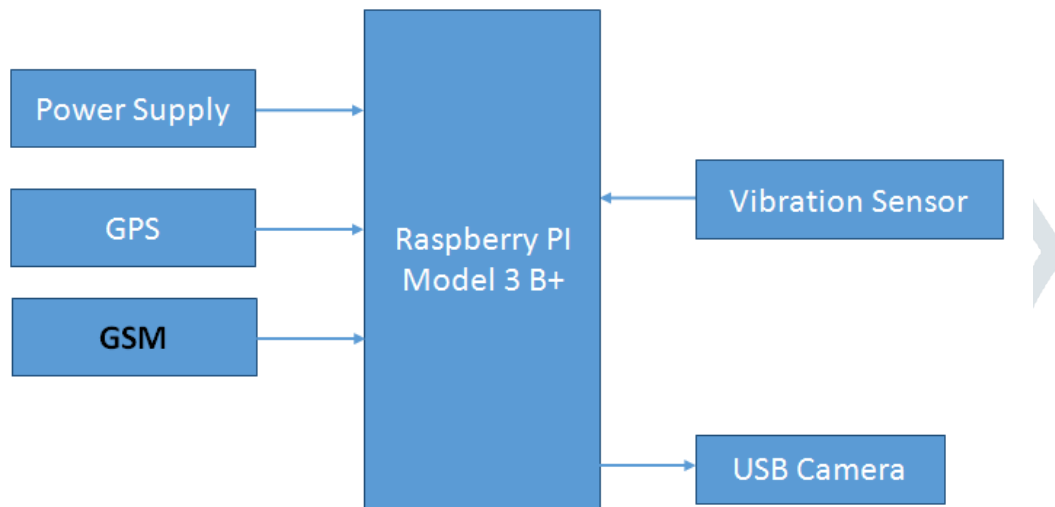 Power Supply
GPS
GSM
Raspberry PI
Model 3 B+
Vibration Sensor
USB Camera